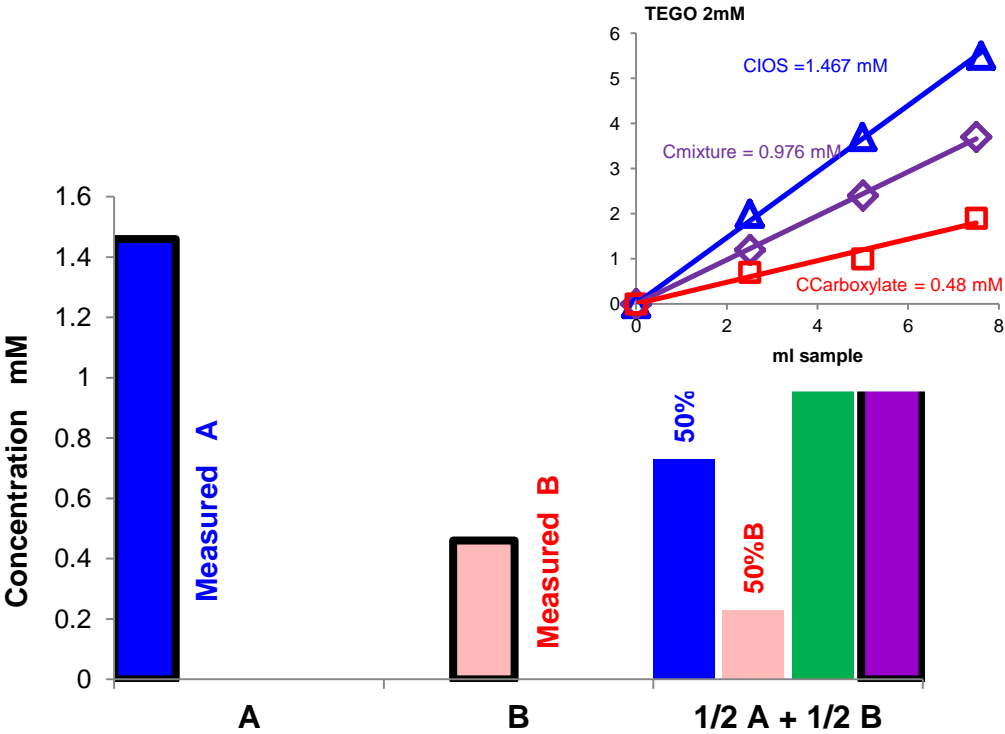 TEGO 2mM
6
5
4
3
2
1
0
CIOS =1.467 mM
Cmixture = 0.976 mM
CCarboxylate = 0.48 mM
0
2
4
6
8
ml sample
Concentration mM
1.6
1.4
1.2
1
0.8
0.6
0.4
0.2
0
Measured A
Measured B
50%
50%B
A
B
1/2 A + 1/2 B